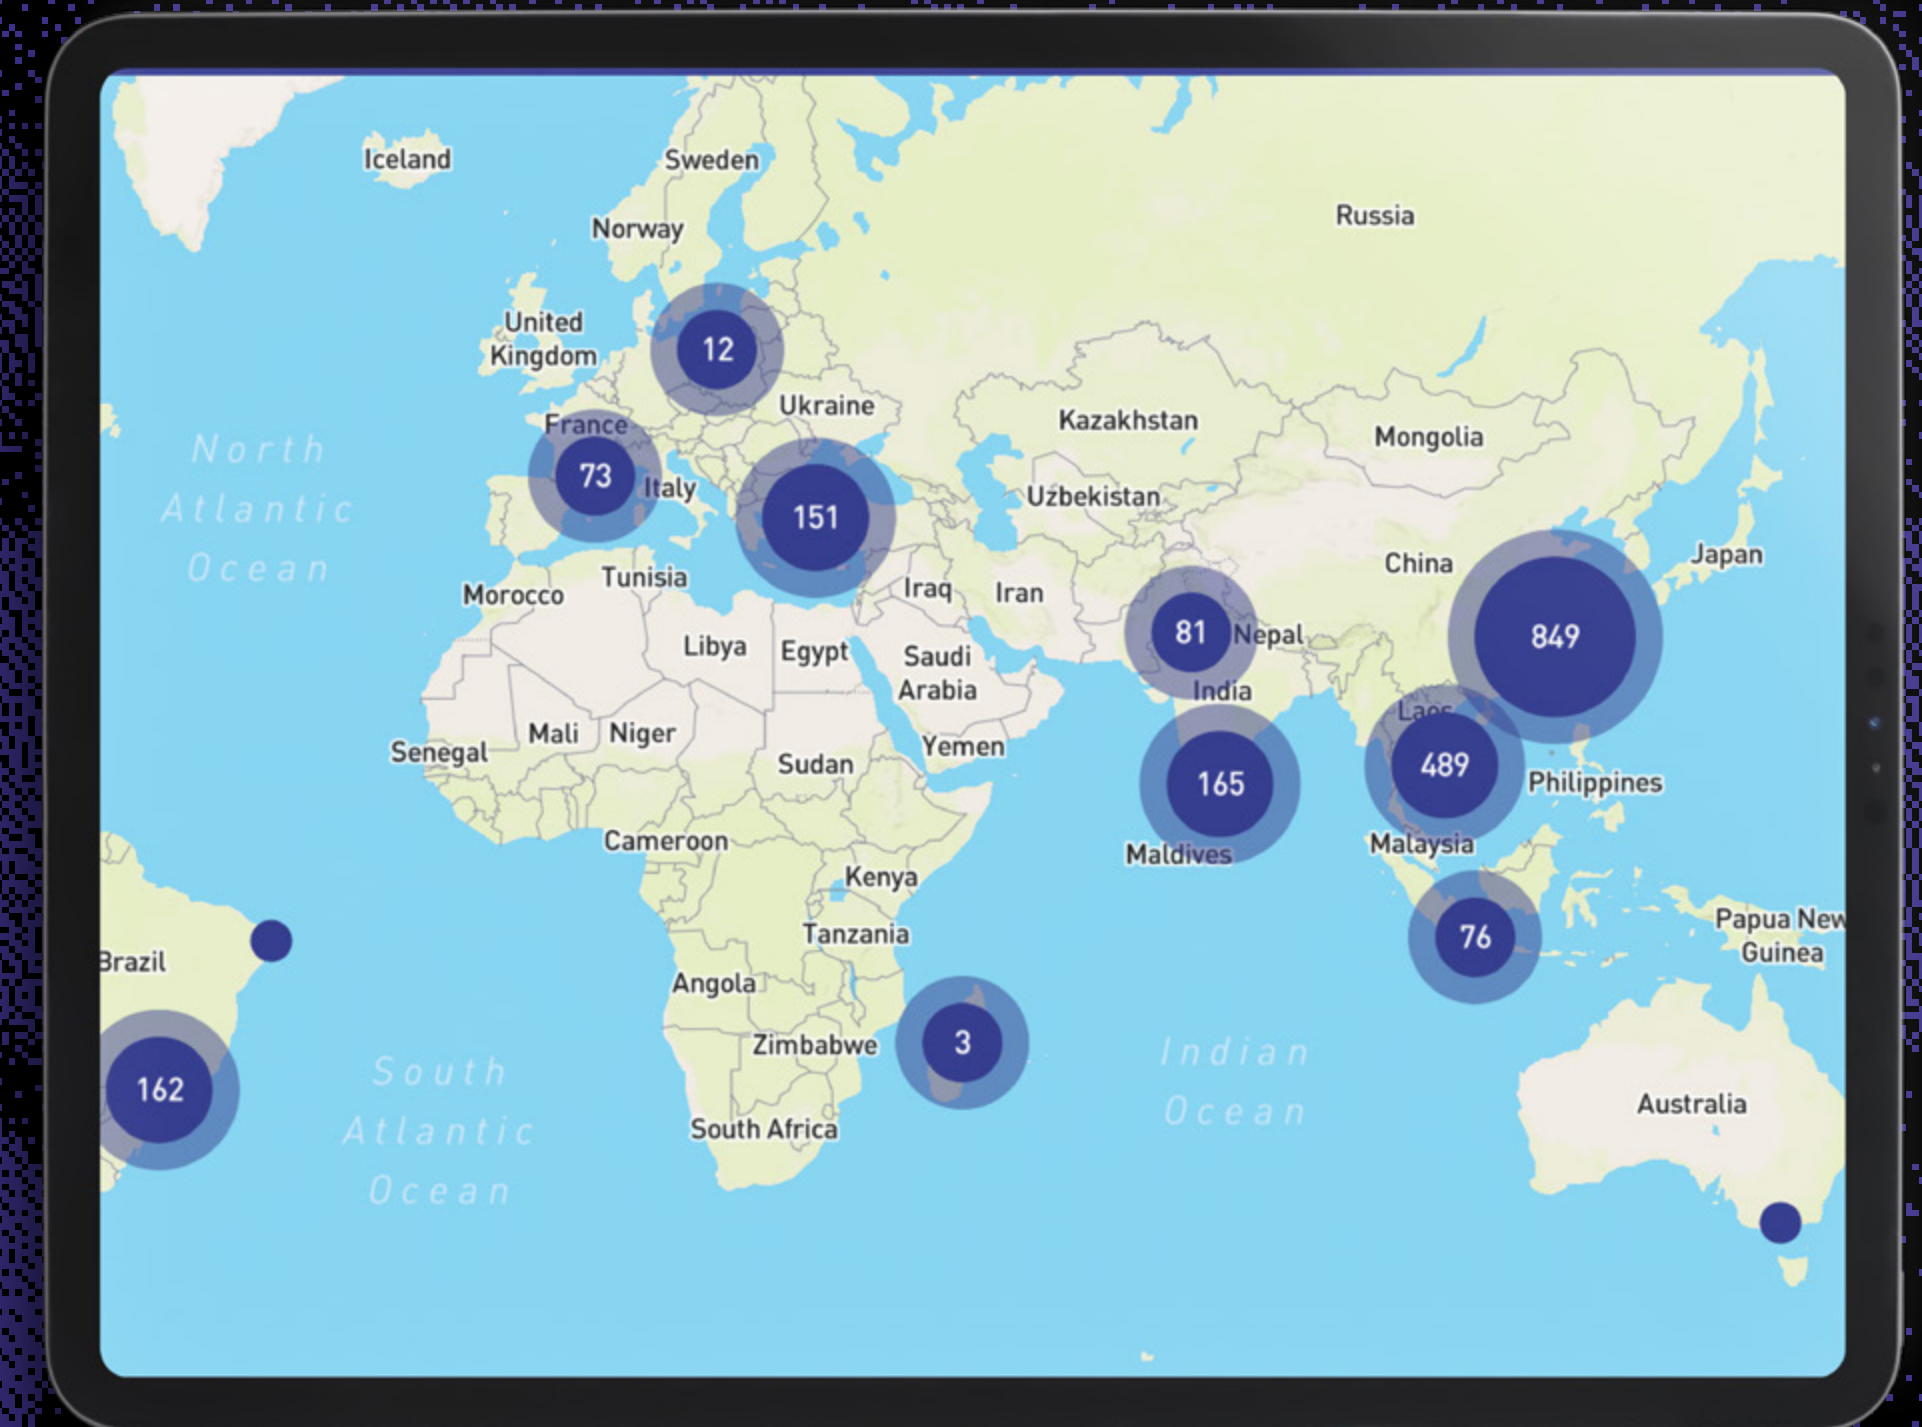 Iceland
Sweden
Norway
Russia
United
Kingdom
12
Ukraine
France
Kazakhstan
Mongolia
North
Atlantic
Ocean
73
Italy
151
Uzbekistan
China
Japan
Morocco
Tunisia
Iraq
Iran
81
Nepal
849
Libya
Egypt
Saudi
Arabia
India
Laos
Senegal
Mali
Niger
Sudan
Yemen
165
489
Philippines
Cameroon
Maldives
Malaysia
Kenya
Brazil
Tanzania
76
Papua New
Guinea
Angola
Zimbabwe
3
Indian
Ocean
162
South
Atlantic
Ocean
South Africa
Australia